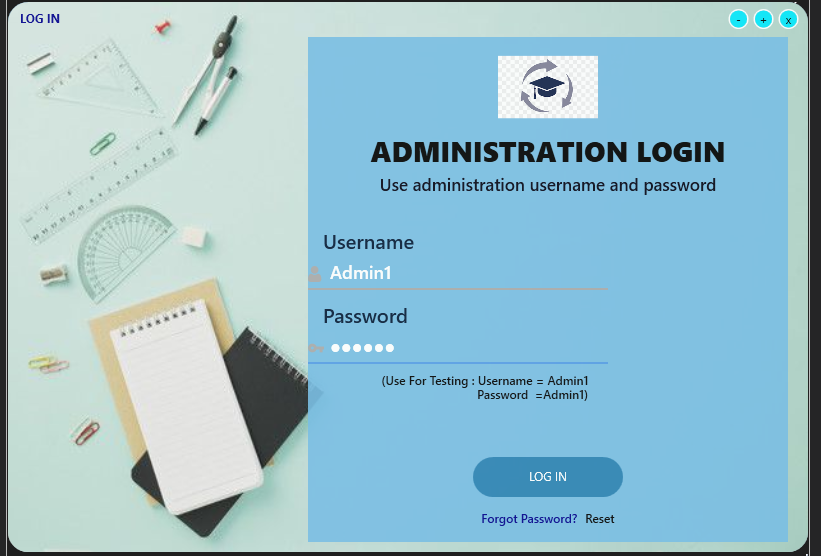 LOG IN
- + x
ADMINISTRATION LOGIN
Use administration username and password
Username
Admin1
Password
(Use For Testing : Username = Admin1
Password =Admin1)
LOG IN
Forgot Password? Reset